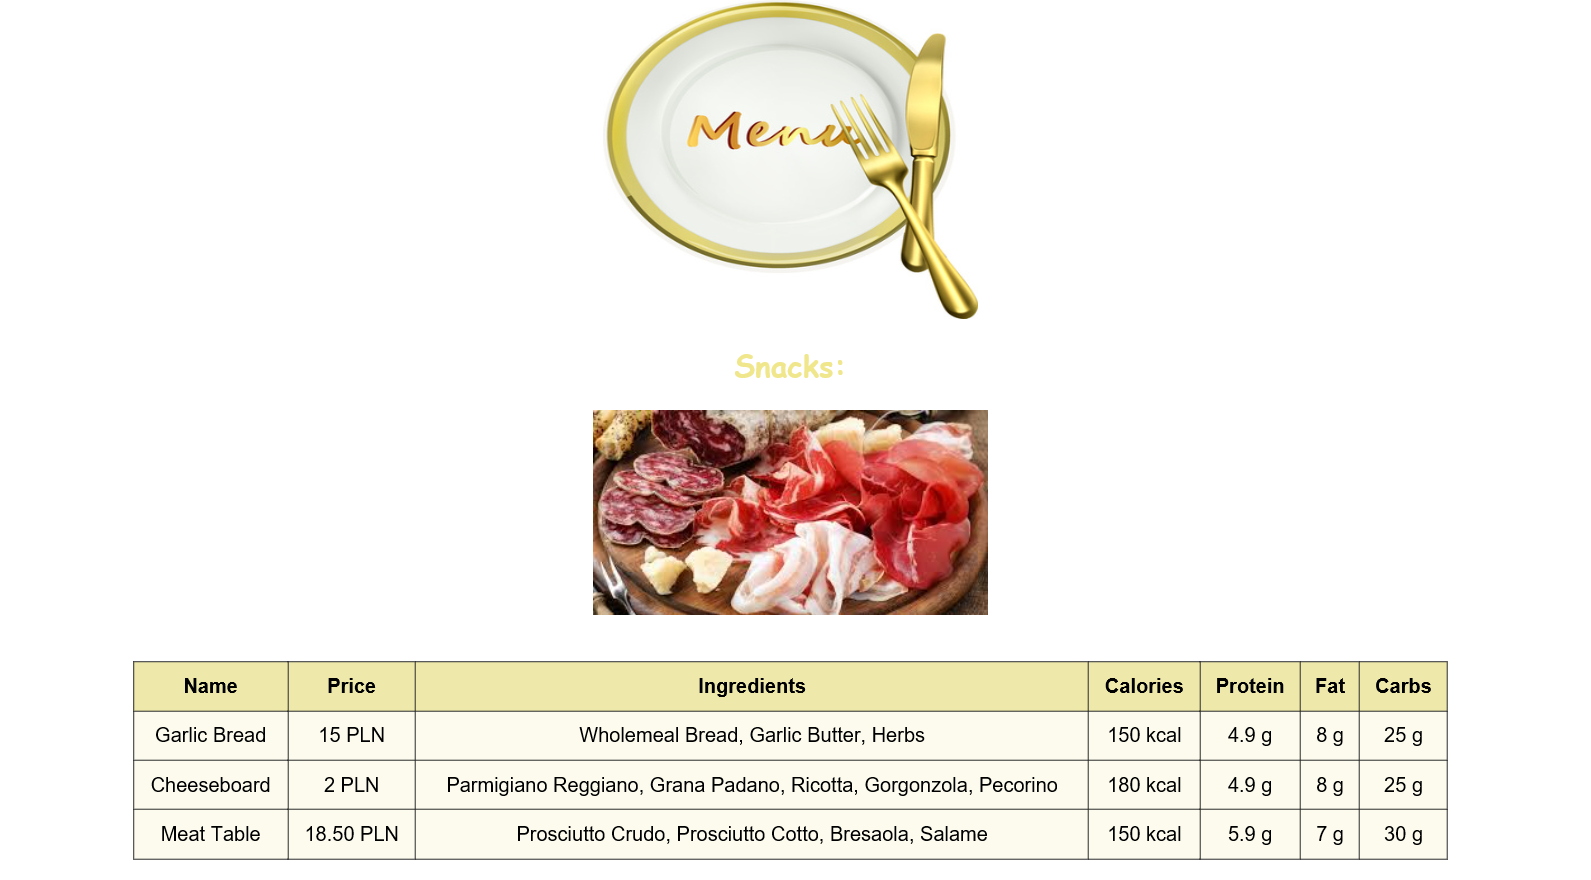 Menu
Snacks:
Name Price Ingredients Calories Protein Fat Carbs
Garlic Bread 15 PLN Wholemeal Bread, Garlic Butter, Herbs 150 kcal 4.9 g 8 g 25 g
Cheeseboard 2 PLN Parmigiano Reggiano, Grana Padano, Ricotta, Gorgonzola, Pecorino 180 kcal 4.9 g 8 g 25 g
Meat Table 18.50 PLN Prosciutto Crudo, Prosciutto Cotto, Bresaola, Salame 150 kcal 5.9 g 7 g 30 g